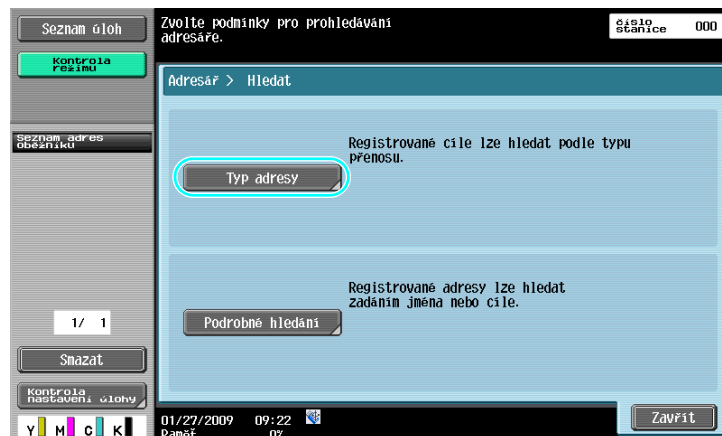 Seznam úloh
Kontrola
režimu
Seznam adres
oběžníku
1/ 1
Smazat
Kontrola
nastavení úlohy
Y M C K
Zvolte podmínky pro prohledávání
adresáře.
číslo
stanice 000
Adresář > Hledat
Registrované cíle lze hledat podle typu
přenosu.
Typ adresy
Registrované adresy lze hledat
zadáním jména nebo cíle.
Podrobné hledání
01/27/2009 09:22
Paměť 0%
Zavřít